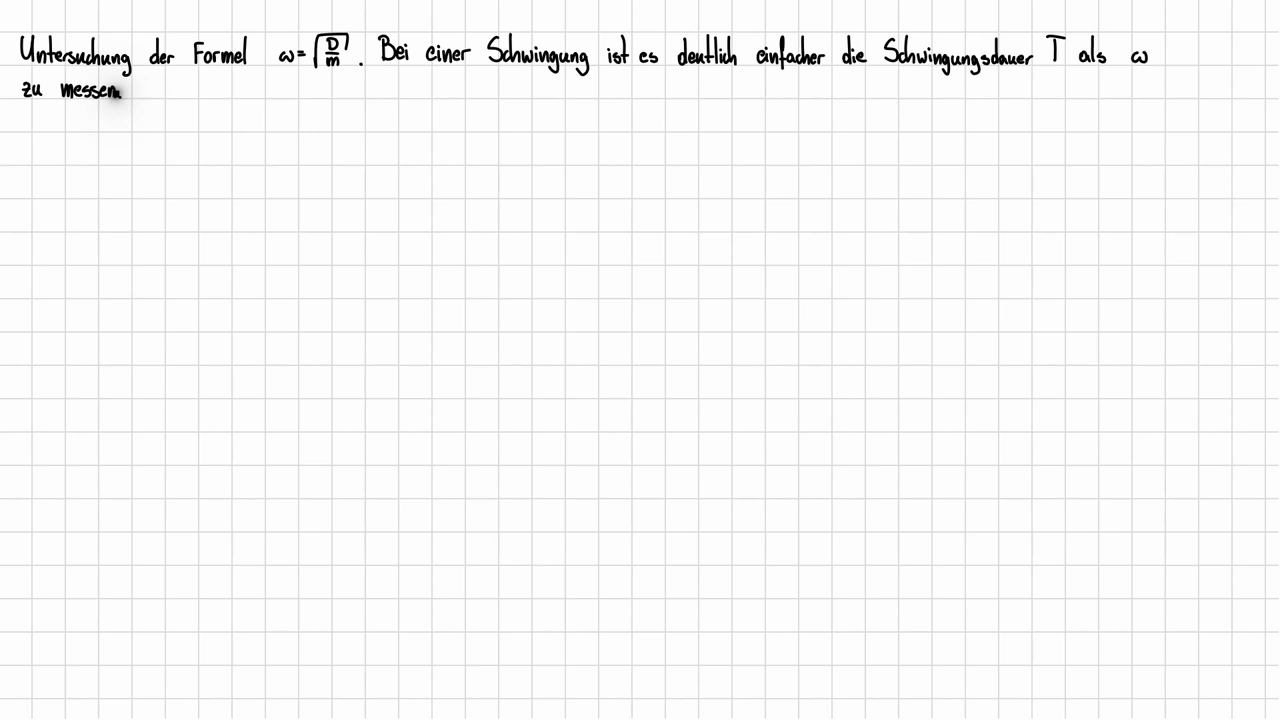 Untersuchung der Formel ω=√(D/m). Bei einer Schwingung ist es deutlich einfacher die Schwingungsdauer T als ω
zu messen